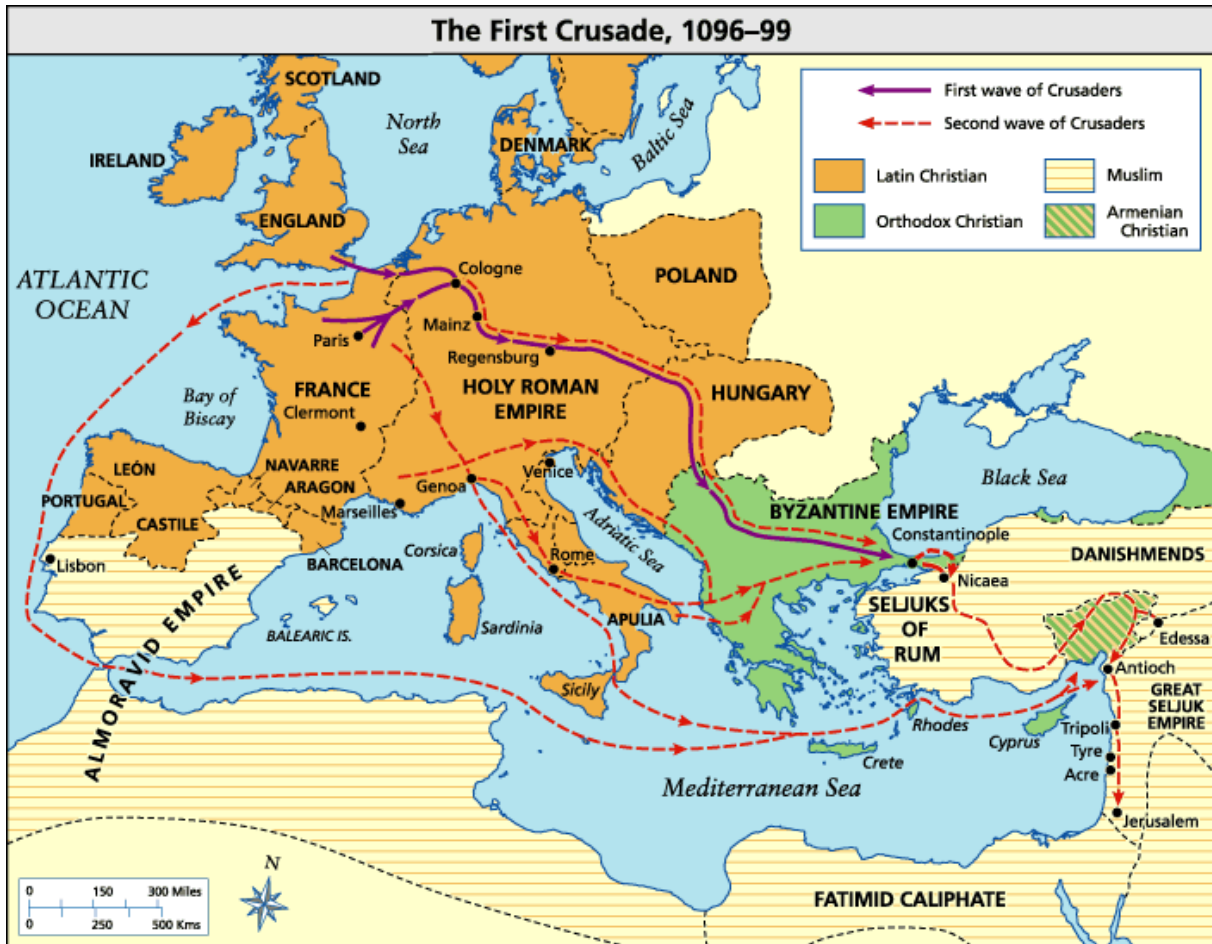 The First Crusade, 1096–99
First wave of Crusaders
Second wave of Crusaders
Latin Christian
Muslim
Orthodox Christian
Armenian
Christian
SCOTLAND
North
Sea
DENMARK
Baltic Sea
IRELAND
ENGLAND
ATLANTIC
OCEAN
Cologne
POLAND
Mainz
Paris
Regensburg
FRANCE
HOLY ROMAN
EMPIRE
HUNGARY
Bay of
Biscay
Clermont
LEÓN
NAVARRE
ARAGON
Venice
Genoa
Black Sea
PORTUGAL
CASTILE
Marseilles
Adriatic Sea
BYZANTINE EMPIRE
Constantinople
Corsica
Rome
DANISHMENDS
Lisbon
BARCELONA
Nicaea
ALMORAVID EMPIRE
BALEARIC IS.
Sardinia
APULIA
SELJUKS
OF
RUM
Edessa
Antioch
Sicily
GREAT
SELJUK
EMPIRE
Rhodes
Cyprus
Tripoli
Crete
Tyre
Acre
Mediterranean Sea
Jerusalem
N
0 150 300 Miles
0 250 500 Kms
FATIMID CALIPHATE